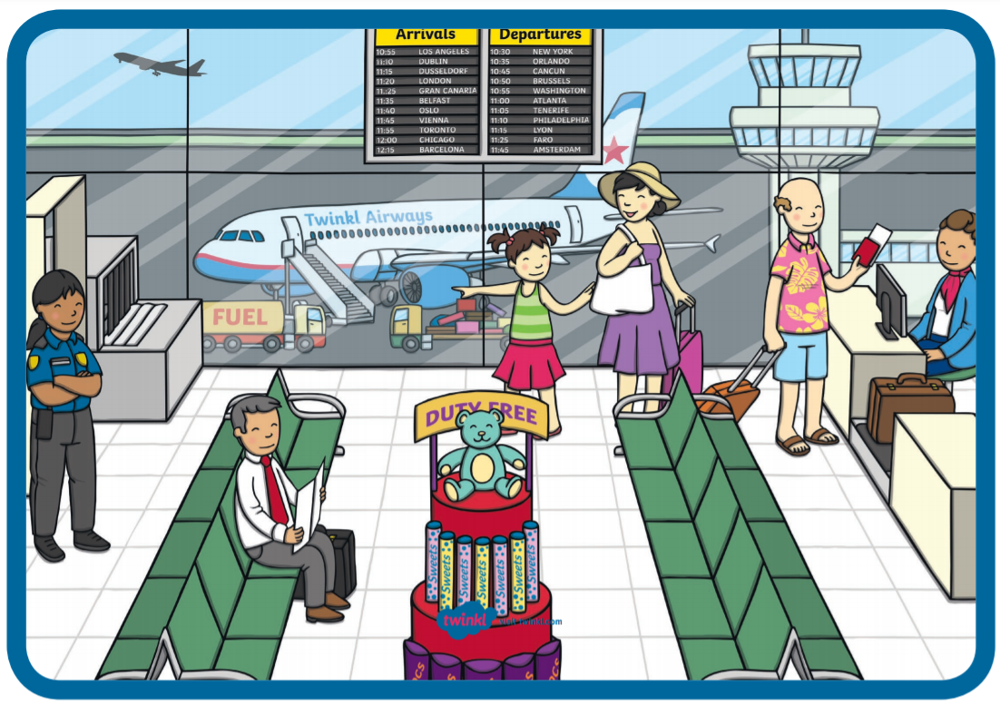 Arrivals
10:55 LOS ANGELES
11:10 DUBLIN
11:15 DUSSELDORF
11:20 LONDON
11:25 GRAN CANARIA
11:35 BELFAST
11:40 OSLO
11:45 VIENNA
11:55 TORONTO
12:00 CHICAGO
12:15 BARCELONA
Departures
10:30 NEW YORK
10:35 ORLANDO
10:45 CANCUN
10:50 BRUSSELS
10:55 WASHINGTON
11:00 ATLANTA
11:05 TENERIFE
11:10 PHILADELPHIA
11:15 LYON
11:25 FARO
11:45 AMSTERDAM
Twinkl Airways
FUEL
DUTY FREE
Sweets
Sweets
Sweets
Sweets
Sweets
Sweets
Sweets
twinkl
visit twinkl.com